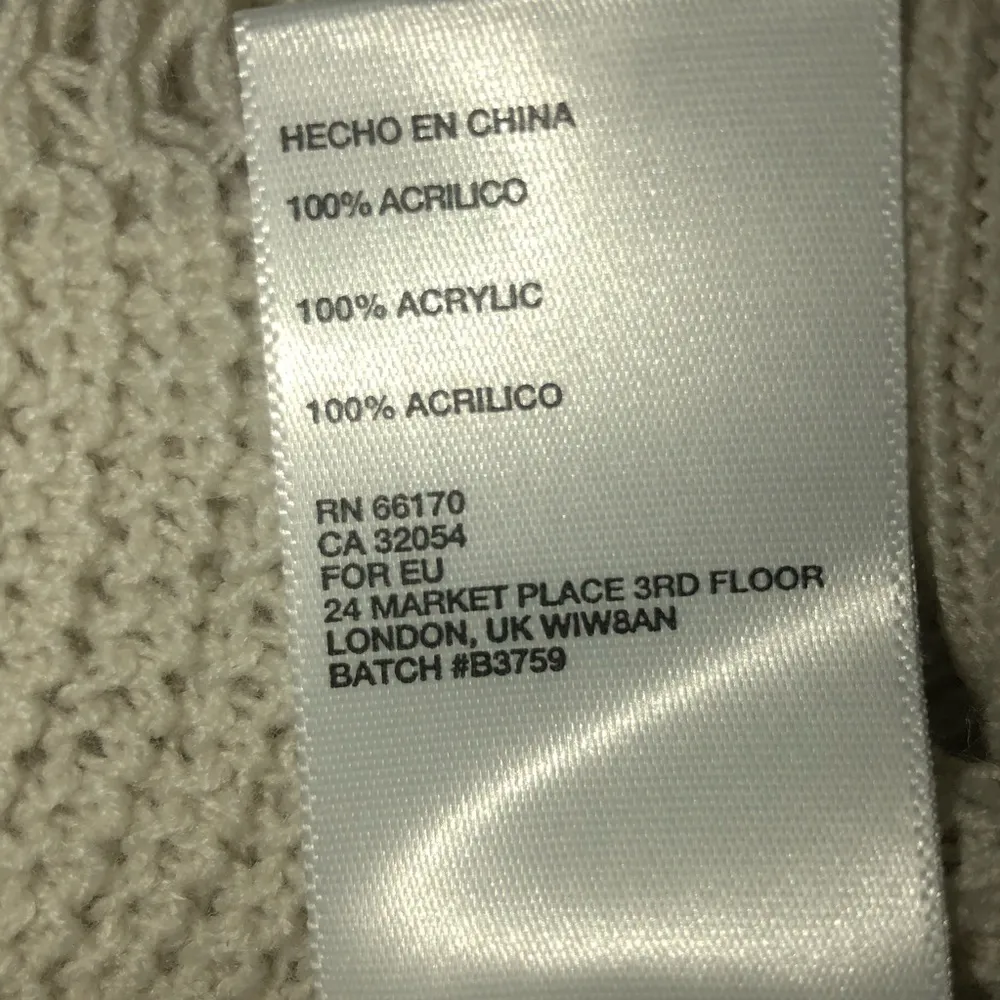 HECHO EN CHINA
100% ACRILICO
100% ACRYLIC
100% ACRILICO
RN 66170
CA 32054
FOR EU
24 MARKET PLACE 3RD FLOOR
LONDON, UK WIW8AN
BATCH #B3759